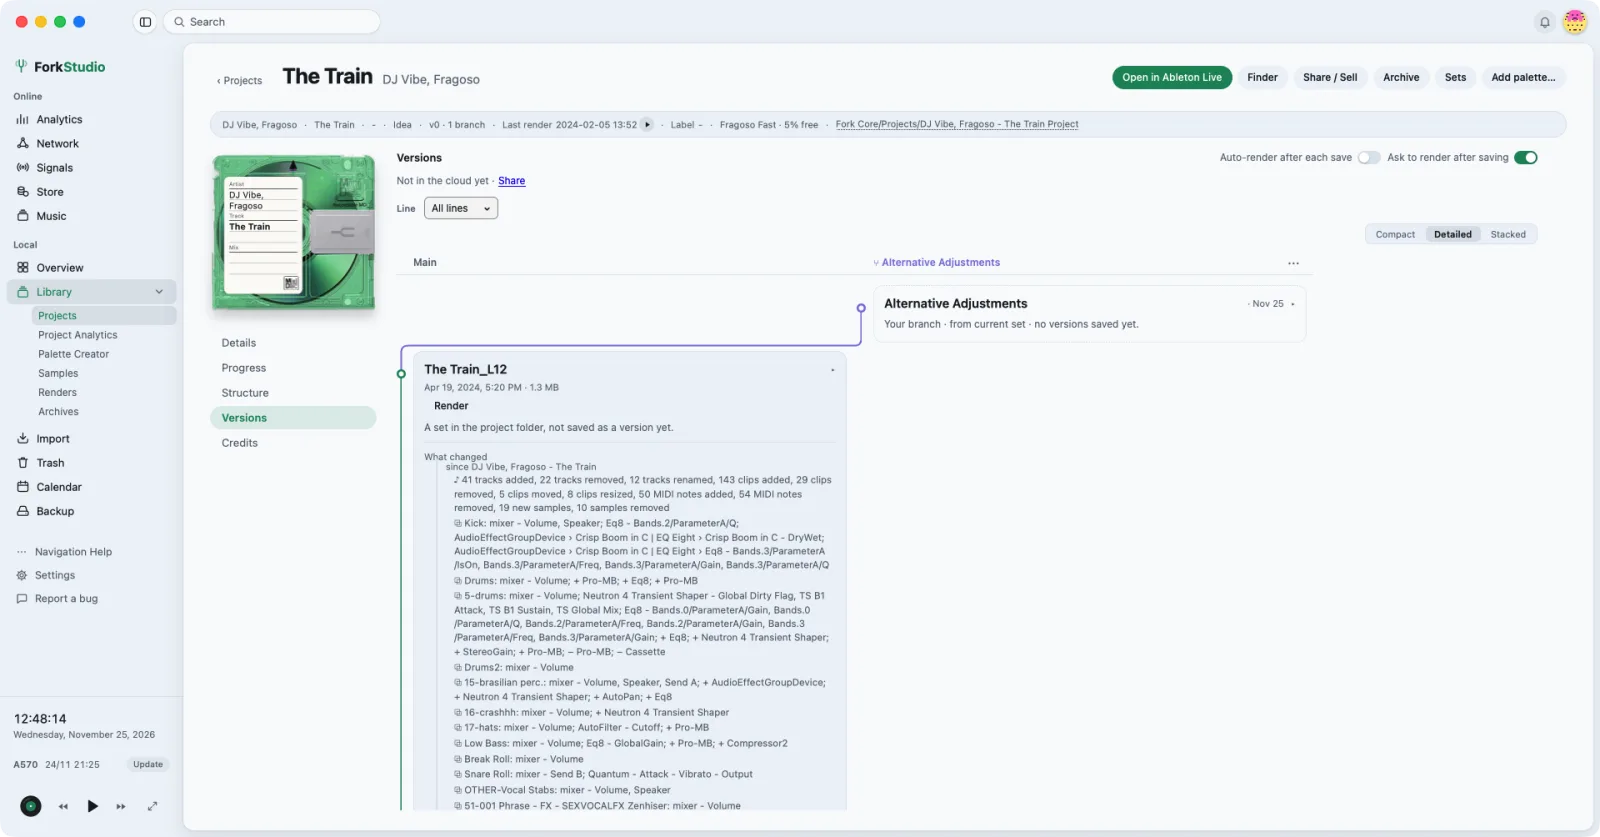 Search
ForkStudio
Online
Analytics
Network
Signals
Store
Music
Local
Overview
Library
Projects
Project Analytics
Palette Creator
Samples
Renders
Archives
Import
Trash
Calendar
Backup
Navigation Help
Settings
Report a bug
12:48:14
Wednesday, November 25, 2026
A570 24/11 21:25 Update
‹ Projects The Train DJ Vibe, Fragoso
Open in Ableton Live Finder Share / Sell Archive Sets Add palette...
DJ Vibe, Fragoso · The Train · - · Idea · v0 · 1 branch · Last render 2024-02-05 13:52 · Label - · Fragoso Fast · 5% free · Fork Core/Projects/DJ Vibe, Fragoso - The Train Project
Artist
DJ Vibe,
Fragoso
Track
The Train
Mix
Details
Progress
Structure
Versions
Credits
Versions
Auto-render after each save Ask to render after saving
Not in the cloud yet · Share
Line All lines
Compact Detailed Stacked
Main
Alternative Adjustments
Alternative Adjustments · Nov 25
Your branch · from current set · no versions saved yet.
The Train_L12
Apr 19, 2024, 5:20 PM · 1.3 MB
Render
A set in the project folder, not saved as a version yet.
What changed
since DJ Vibe, Fragoso - The Train
41 tracks added, 22 tracks removed, 12 tracks renamed, 143 clips added, 29 clips
removed, 5 clips moved, 8 clips resized, 50 MIDI notes added, 54 MIDI notes
removed, 19 new samples, 10 samples removed
Kick: mixer - Volume, Speaker; Eq8 - Bands.2/ParameterA/Q;
AudioEffectGroupDevice › Crisp Boom in C | EQ Eight › Crisp Boom in C - DryWet;
AudioEffectGroupDevice › Crisp Boom in C | EQ Eight › Eq8 - Bands.3/ParameterA
/IsOn, Bands.3/ParameterA/Freq, Bands.3/ParameterA/Gain, Bands.3/ParameterA/Q
Drums: mixer - Volume; + Pro-MB; + Eq8; + Pro-MB
5-drums: mixer - Volume; Neutron 4 Transient Shaper - Global Dirty Flag, TS B1
Attack, TS B1 Sustain, TS Global Mix; Eq8 - Bands.0/ParameterA/Gain, Bands.0
/ParameterA/Q, Bands.2/ParameterA/Freq, Bands.2/ParameterA/Gain, Bands.3
/ParameterA/Freq, Bands.3/ParameterA/Gain; + Eq8; + Neutron 4 Transient Shaper;
+ StereoGain; + Pro-MB; – Pro-MB; – Cassette
Drums2: mixer - Volume
15-brasilian perc.: mixer - Volume, Speaker, Send A; + AudioEffectGroupDevice;
+ Neutron 4 Transient Shaper; + AutoPan; + Eq8
16-crashhh: mixer - Volume; + Neutron 4 Transient Shaper
17-hats: mixer - Volume; AutoFilter - Cutoff; + Pro-MB
Low Bass: mixer - Volume; Eq8 - GlobalGain; + Pro-MB; + Compressor2
Break Roll: mixer - Volume
Snare Roll: mixer - Send B; Quantum - Attack - Vibrato - Output
OTHER-Vocal Stabs: mixer - Volume, Speaker
51-001 Phrase - FX - SEXVOCALFX Zenhiser: mixer - Volume